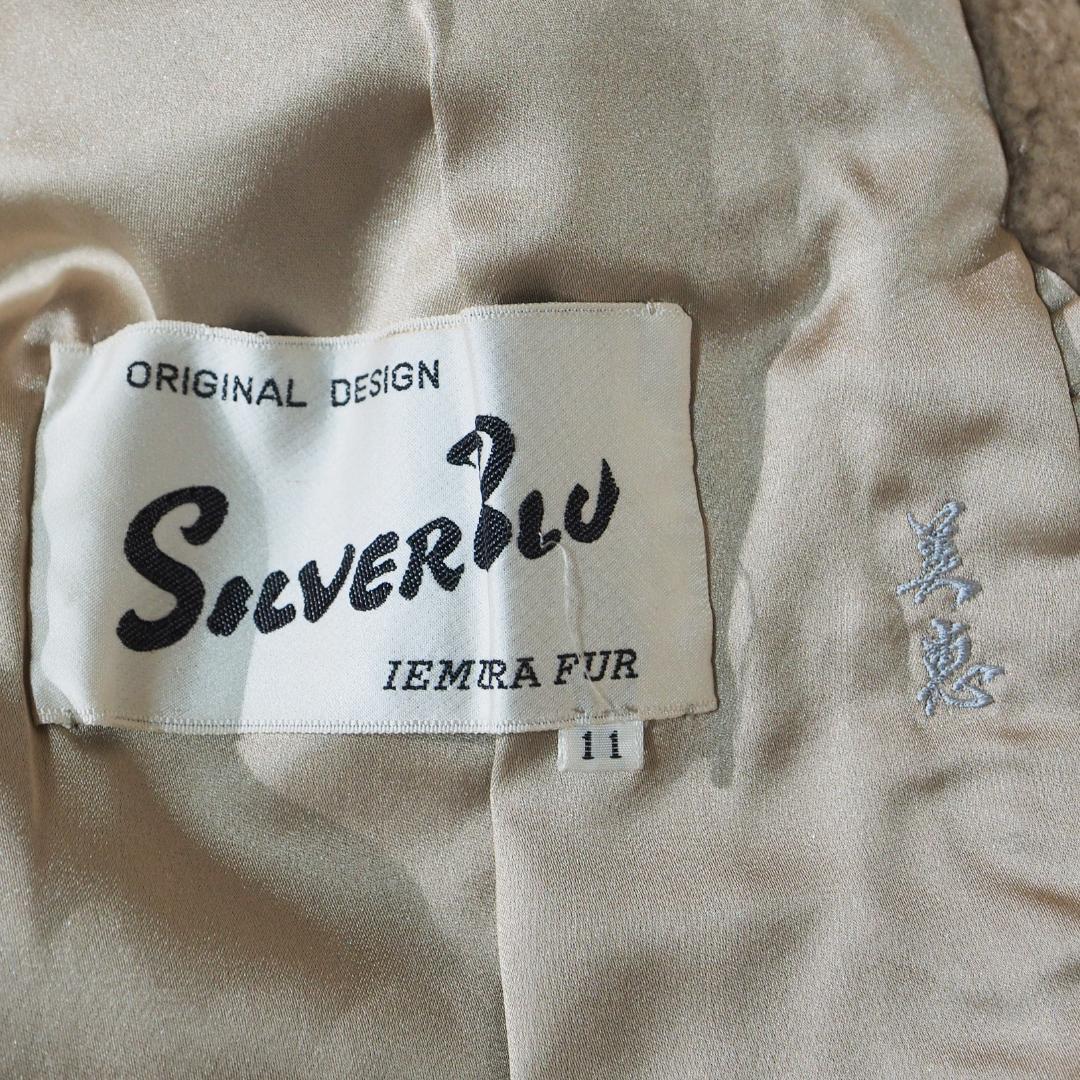 ORIGINAL DESIGN
SILVERBLU
IEMURA FUR
11
美恵